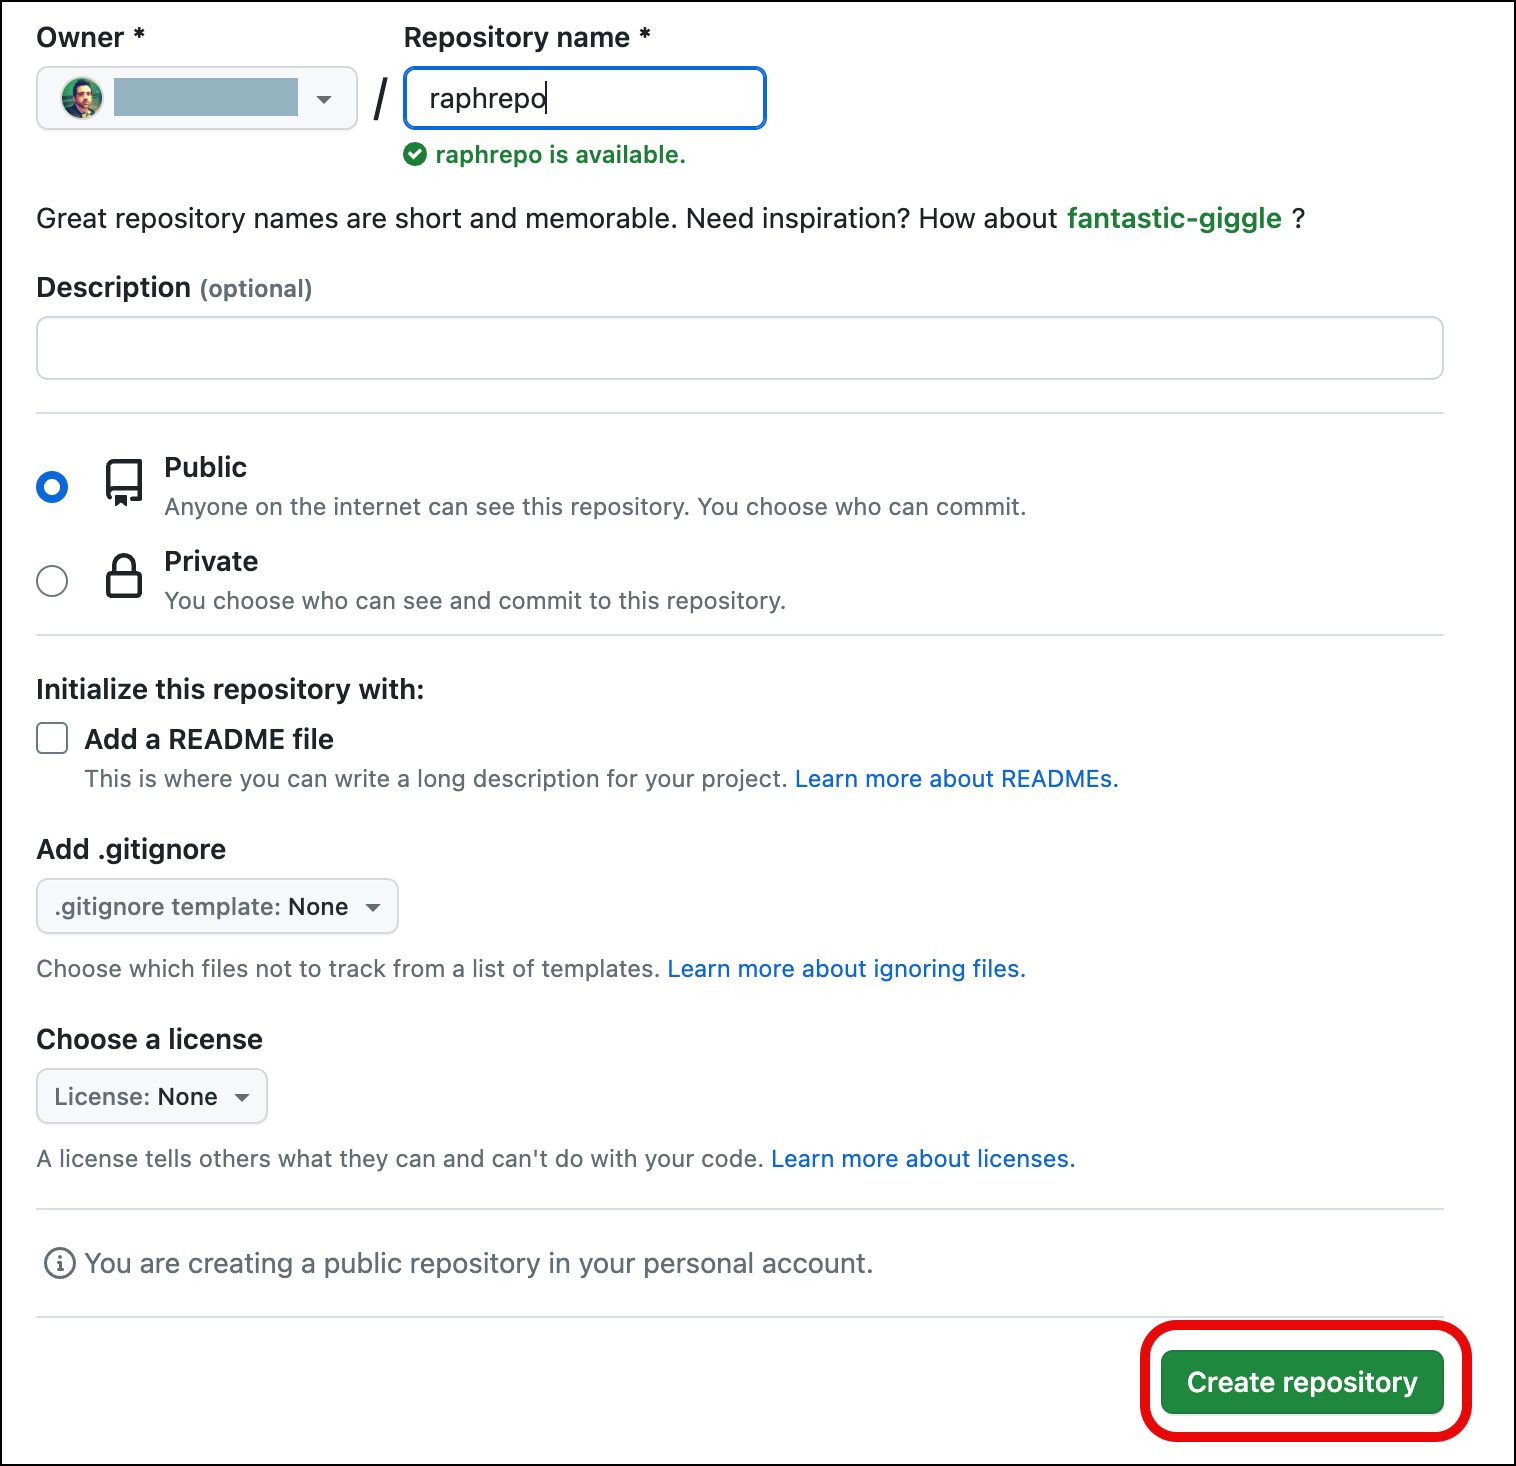 Owner *
Repository name *
/
raphrepo
raphrepo is available.
Great repository names are short and memorable. Need inspiration? How about fantastic-giggle ?
Description (optional)
Public
Anyone on the internet can see this repository. You choose who can commit.
Private
You choose who can see and commit to this repository.
Initialize this repository with:
Add a README file
This is where you can write a long description for your project. Learn more about READMEs.
Add .gitignore
.gitignore template: None
Choose which files not to track from a list of templates. Learn more about ignoring files.
Choose a license
License: None
A license tells others what they can and can't do with your code. Learn more about licenses.
You are creating a public repository in your personal account.
Create repository